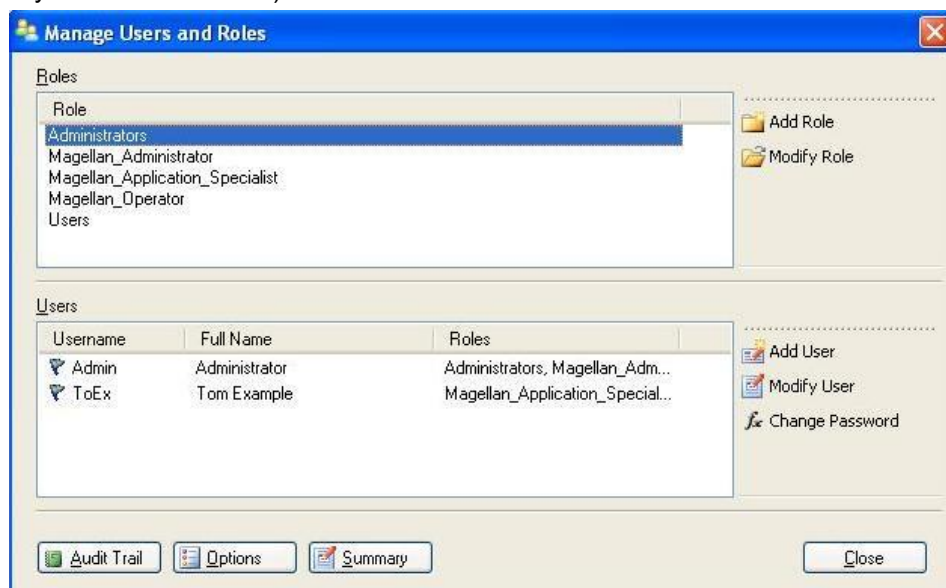 Manage Users and Roles
Roles
Role
Administrators
Magellan_Administrator
Magellan_Application_Specialist
Magellan_Operator
Users
Add Role
Modify Role
Users
Username Full Name Roles
Admin Administrator Administrators, Magellan_Adm...
ToEx Tom Example Magellan_Application_Special...
Add User
Modify User
fx Change Password
Audit Trail Options Summary Close